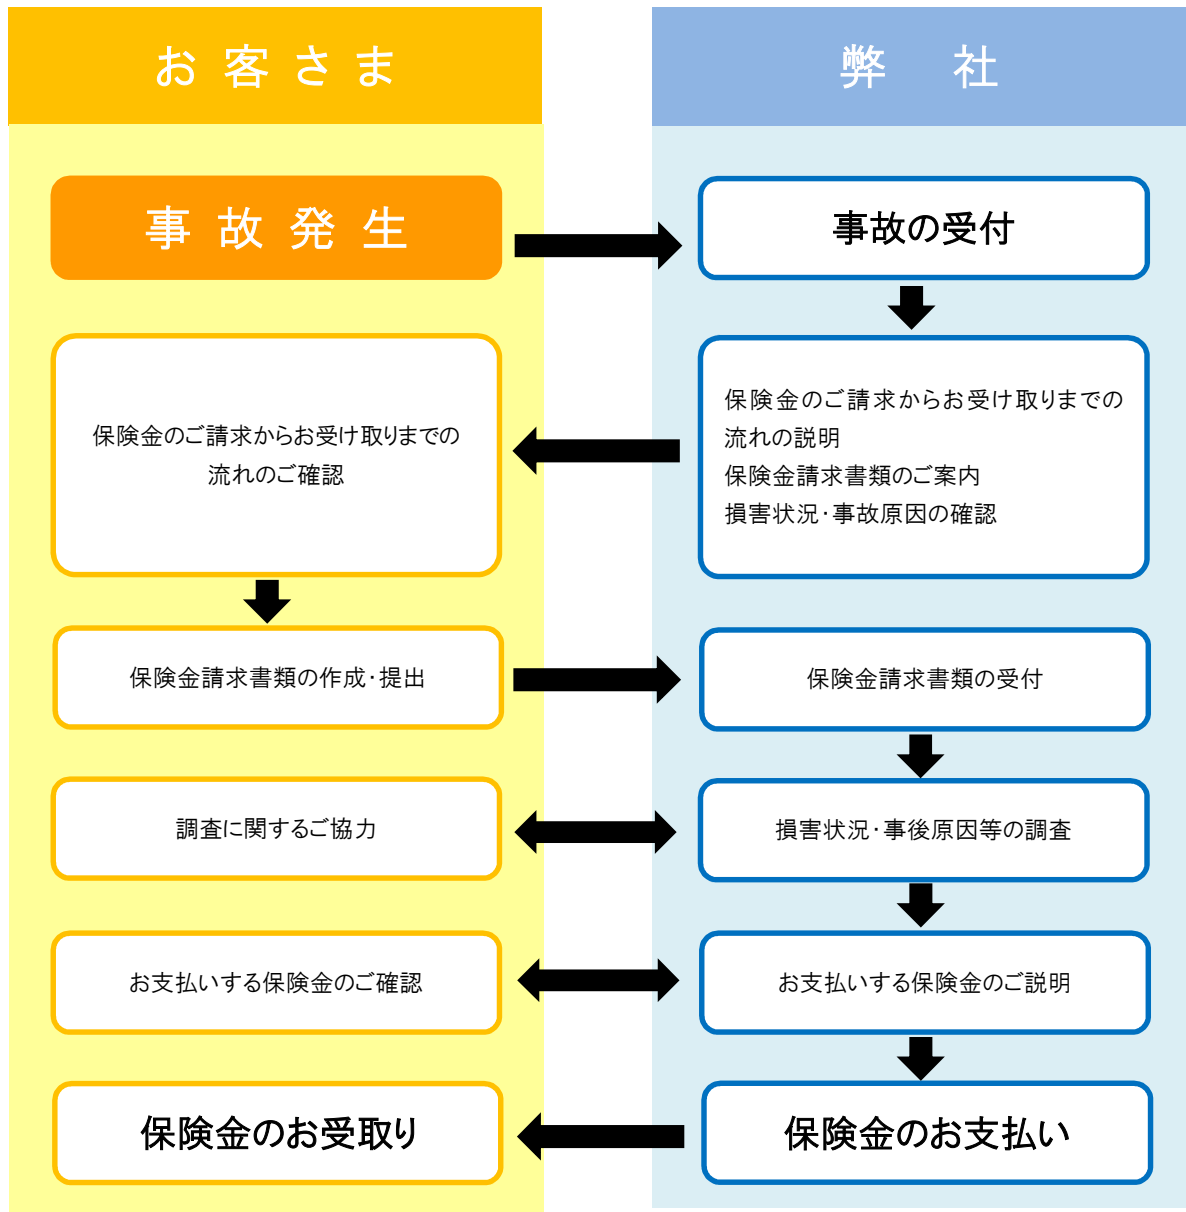 お客さま
弊 社
事故発生
事故の受付
保険金のご請求からお受け取りまでの
流れのご確認
保険金のご請求からお受け取りまでの
流れの説明
保険金請求書類のご案内
損害状況・事故原因の確認
保険金請求書類の作成・提出
保険金請求書類の受付
調査に関するご協力
損害状況・事後原因等の調査
お支払いする保険金のご確認
お支払いする保険金のご説明
保険金のお受取り
保険金のお支払い